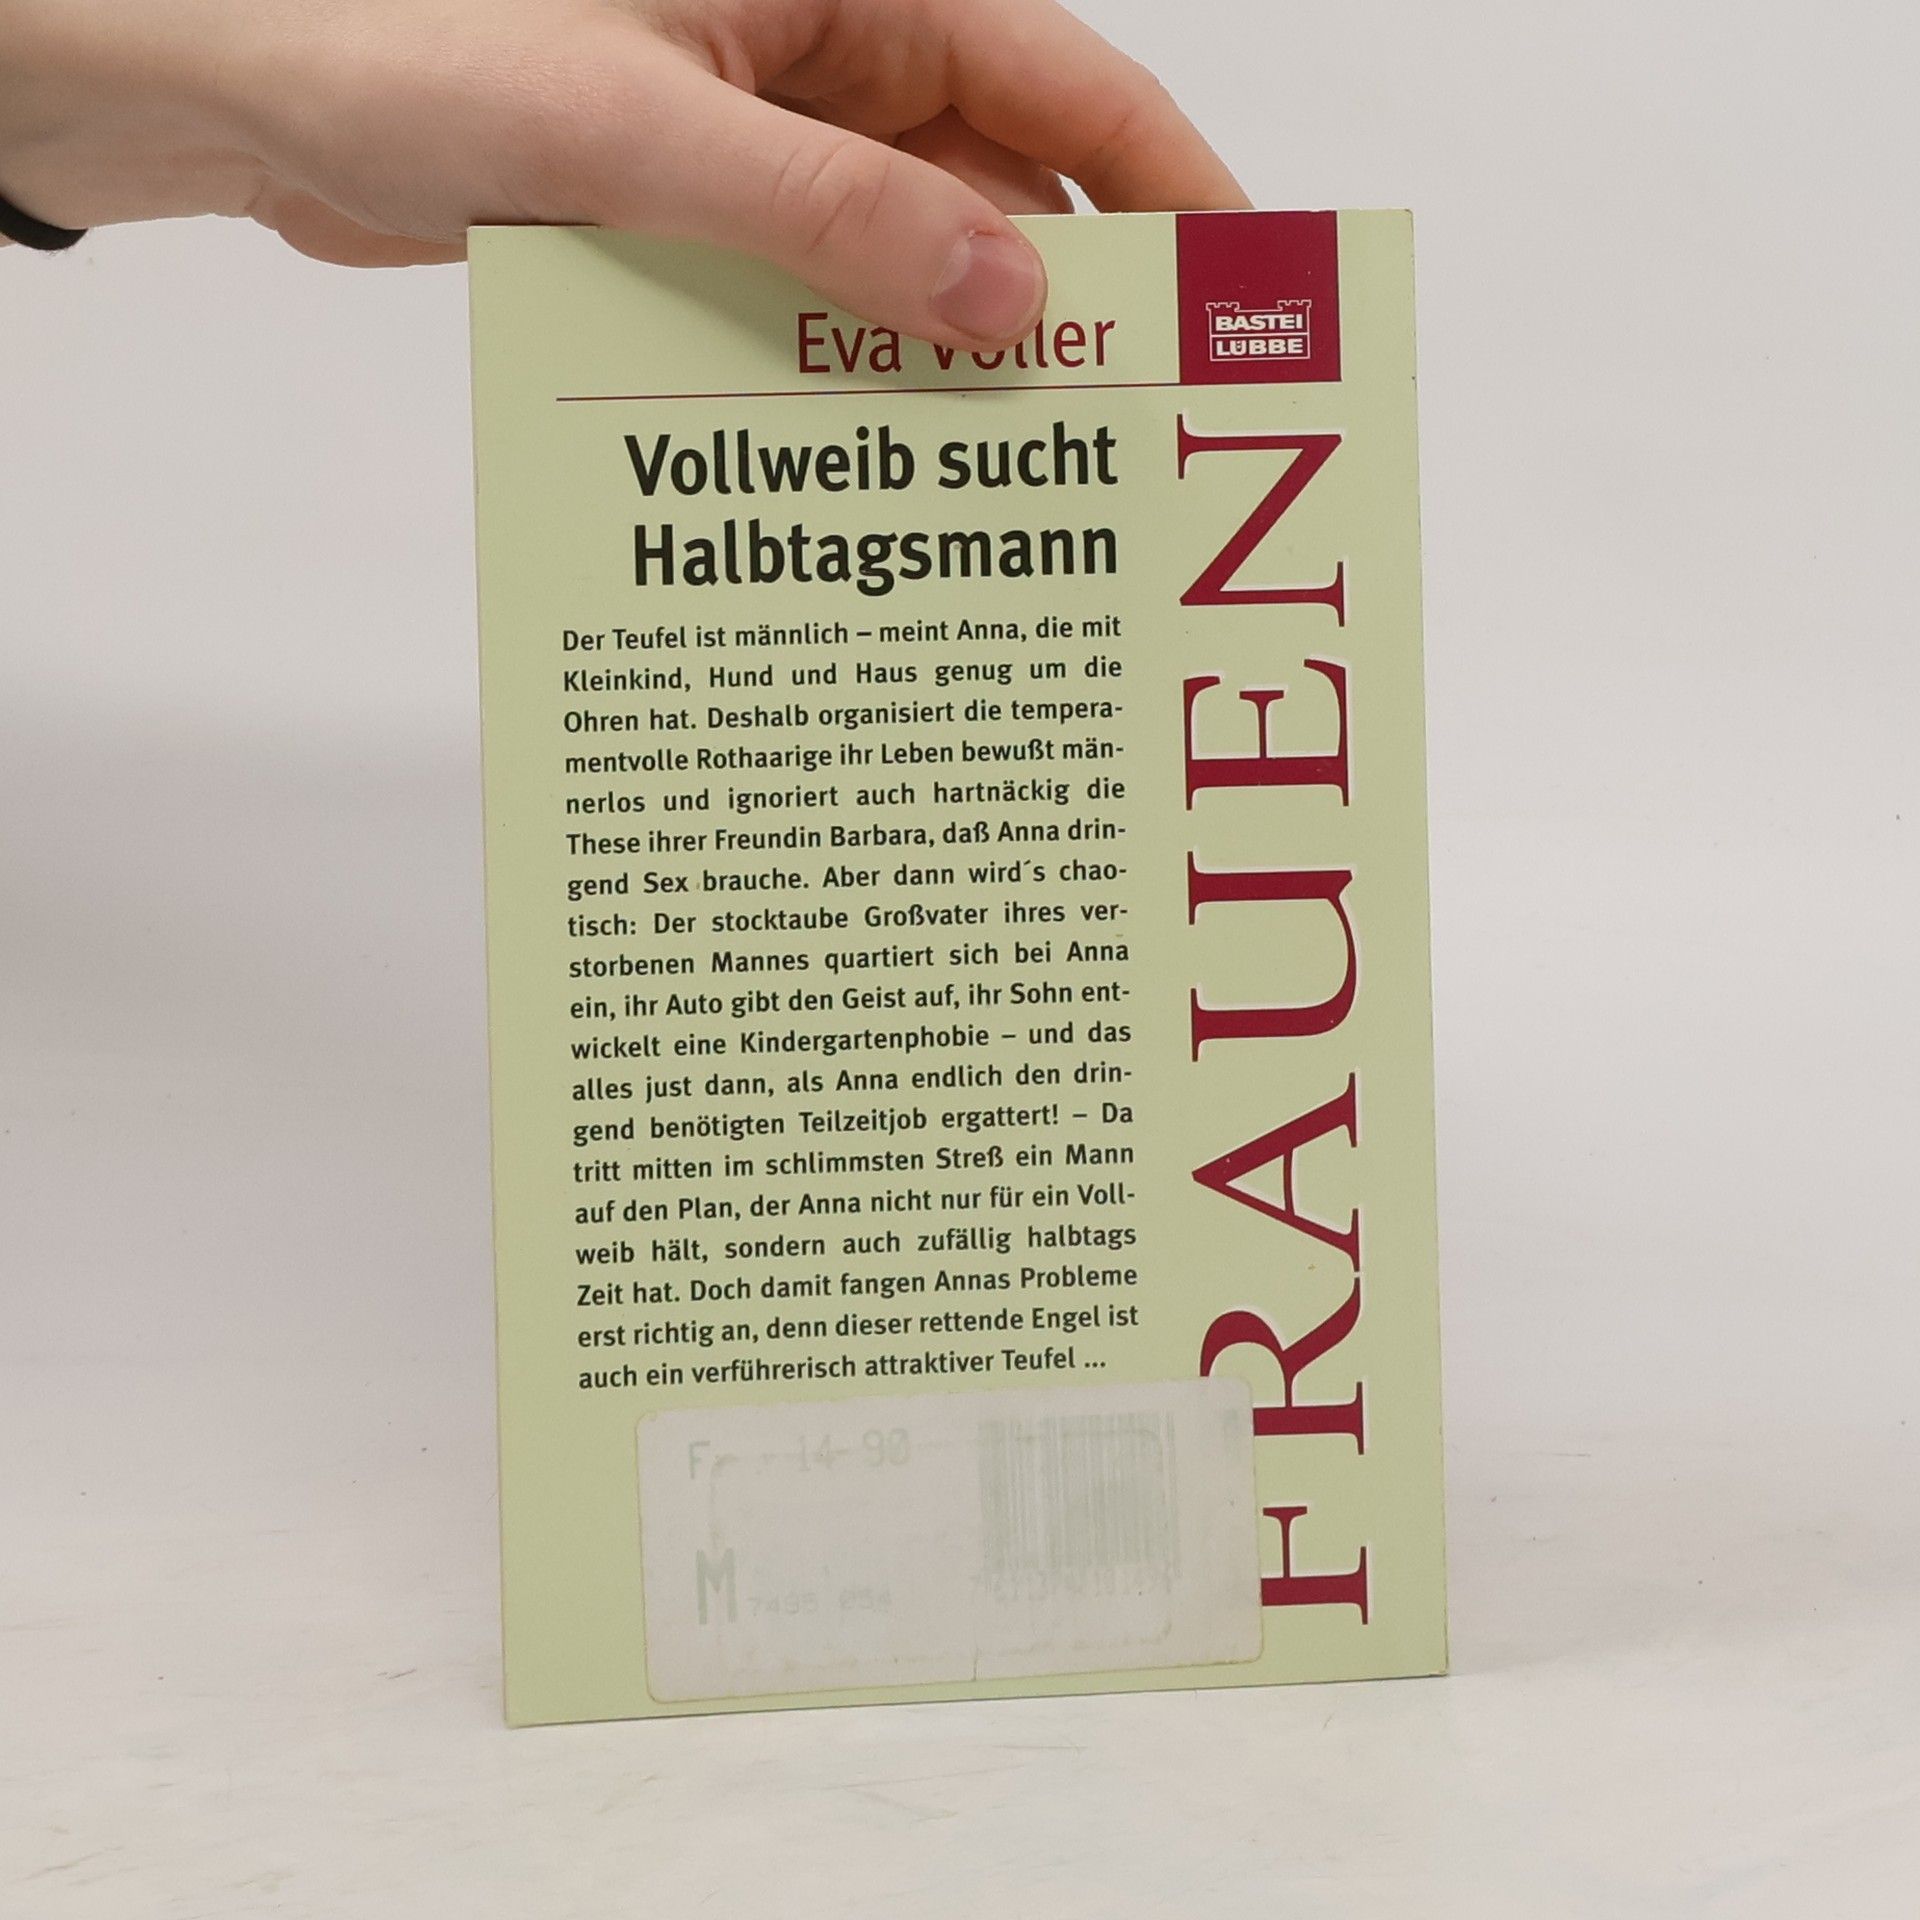 Eva Völler
BASTEI
LÜBBE
Vollweib sucht
Halbtagsmann
Der Teufel ist männlich – meint Anna, die mit
Kleinkind, Hund und Haus genug um die
Ohren hat. Deshalb organisiert die tempera-
mentvolle Rothaarige ihr Leben bewußt män-
nerlos und ignoriert auch hartnäckig die
These ihrer Freundin Barbara, daß Anna drin-
gend Sex brauche. Aber dann wird´s chao-
tisch: Der stocktaube Großvater ihres ver-
storbenen Mannes quartiert sich bei Anna
ein, ihr Auto gibt den Geist auf, ihr Sohn ent-
wickelt eine Kindergartenphobie – und das
alles just dann, als Anna endlich den drin-
gend benötigten Teilzeitjob ergattert! – Da
tritt mitten im schlimmsten Streß ein Mann
auf den Plan, der Anna nicht nur für ein Voll-
weib hält, sondern auch zufällig halbtags
Zeit hat. Doch damit fangen Annas Probleme
erst richtig an, denn dieser rettende Engel ist
auch ein verführerisch attraktiver Teufel ...
FRAUEN
M